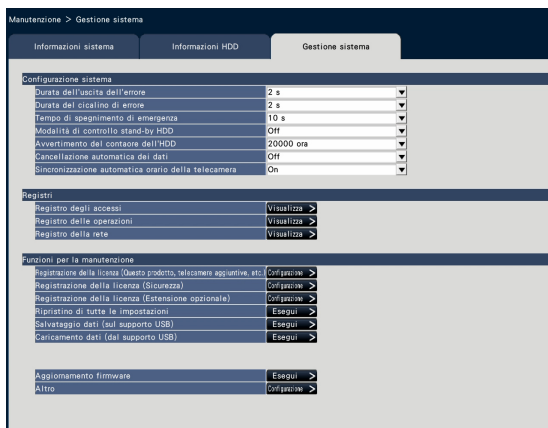 Manutenzione > Gestione sistema
Informazioni sistema Informazioni HDD Gestione sistema
Configurazione sistema
Durata dell'uscita dell'errore 2 s
Durata del cicalino di errore 2 s
Tempo di spegnimento di emergenza 10 s
Modalità di controllo stand-by HDD Off
Avvertimento del contaore dell'HDD 20000 ora
Cancellazione automatica dei dati Off
Sincronizzazione automatica orario della telecamera On
Registri
Registro degli accessi Visualizza >
Registro delle operazioni Visualizza >
Registro della rete Visualizza >
Funzioni per la manutenzione
Registrazione della licenza (Questo prodotto, telecamere aggiuntive, etc.) Configurazione >
Registrazione della licenza (Sicurezza) Configurazione >
Registrazione della licenza (Estensione opzionale) Configurazione >
Ripristino di tutte le impostazioni Esegui >
Salvataggio dati (sul supporto USB) Esegui >
Caricamento dati (dal supporto USB) Esegui >
Aggiornamento firmware Esegui >
Altro Configurazione >